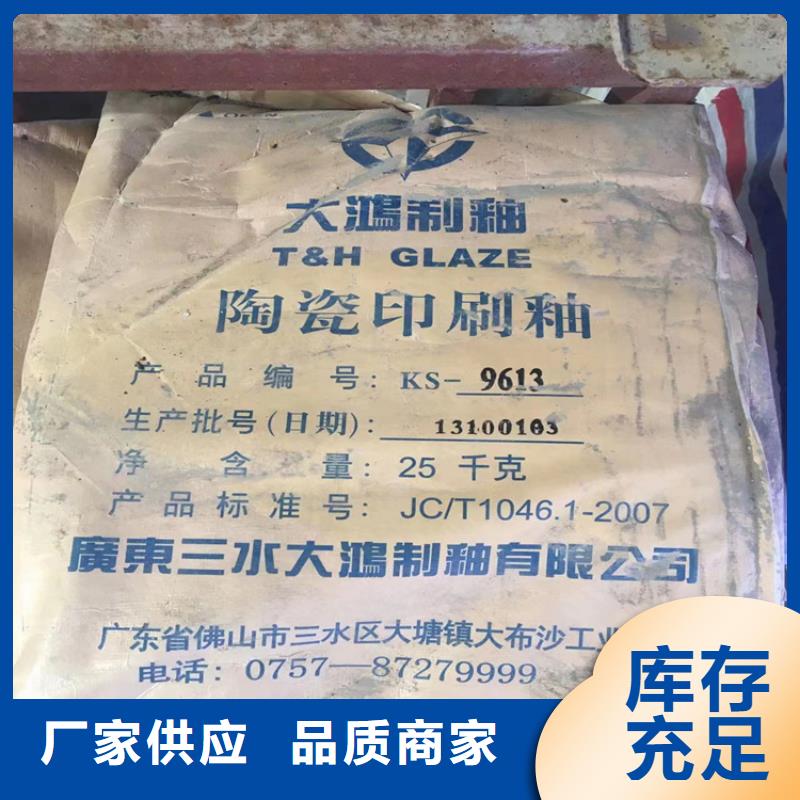 OPEN
大鴻制釉
T&H GLAZE
陶瓷印刷釉
产品编号: KS- 9613
生产批号(日期): 13100103
净含量: 25 千克
产品标准号: JC/T1046.1-2007
廣東三水大鴻制釉有限公司
广东省佛山市三水区大塘镇大布沙工业
电话: 0757—87279999
厂家供应 品质商家
库存
充足